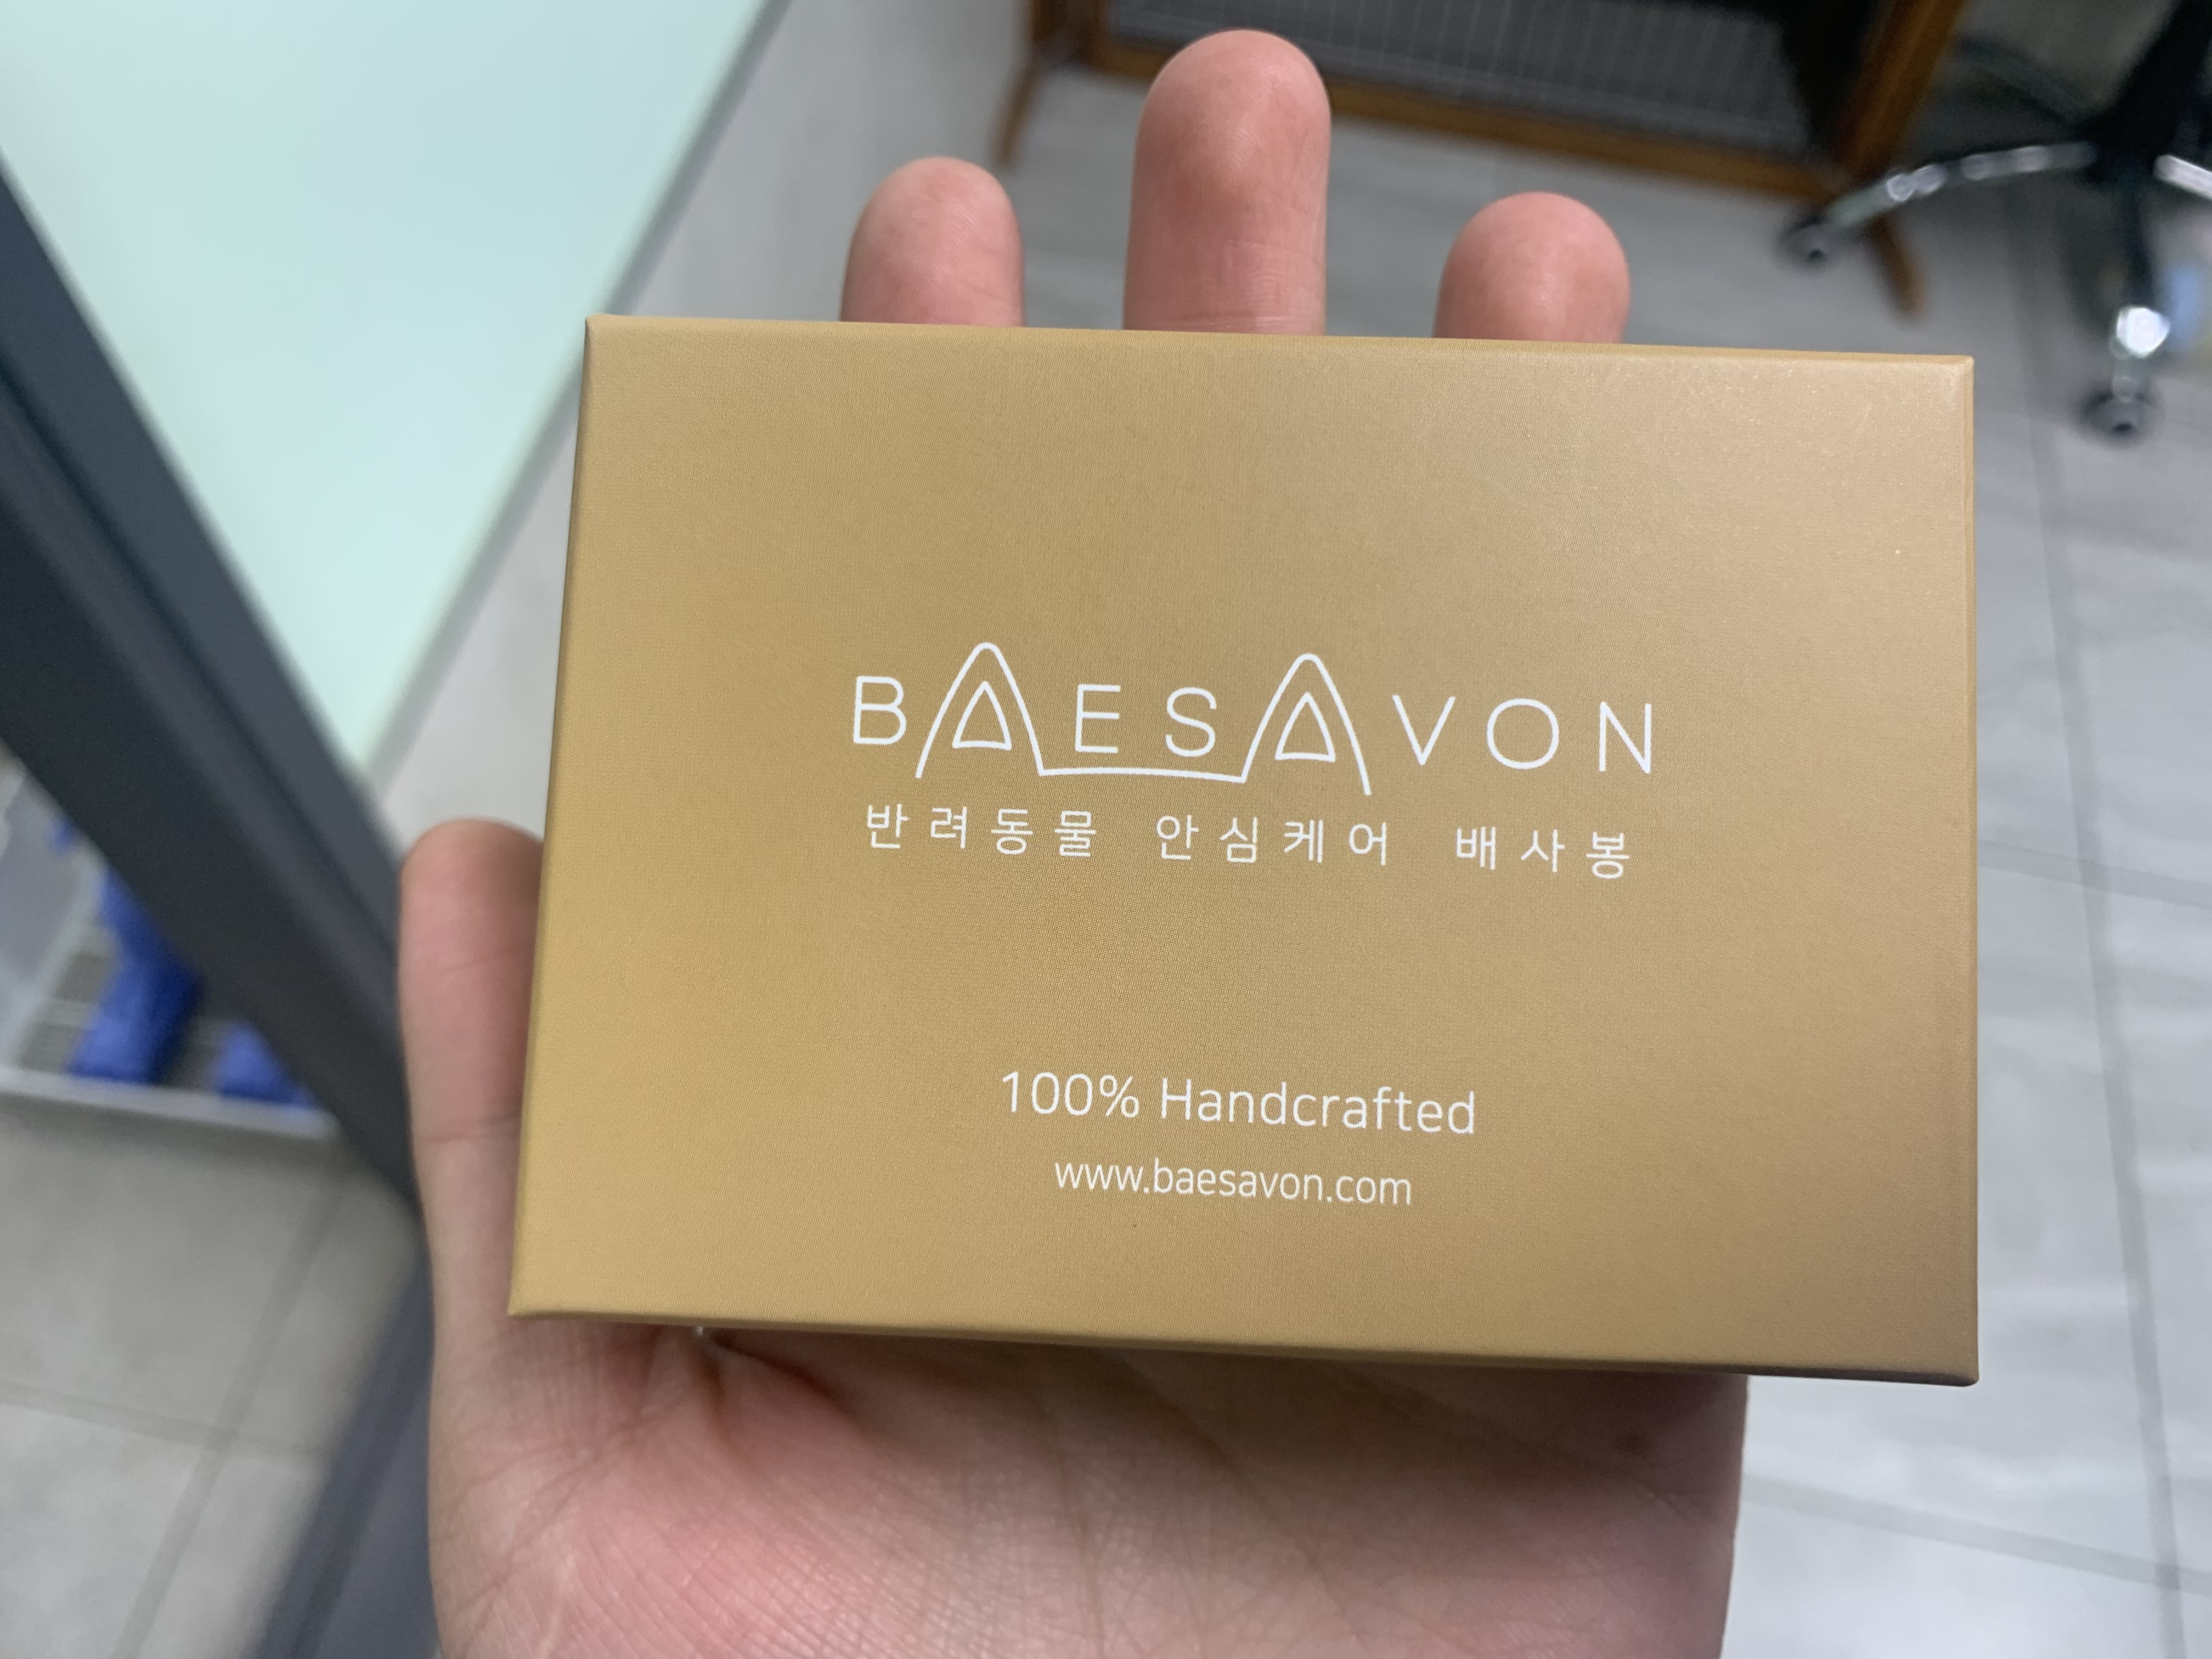 BAESAVON
반려동물 안심케어 배사봉
100% Handcrafted
www.baesavon.com